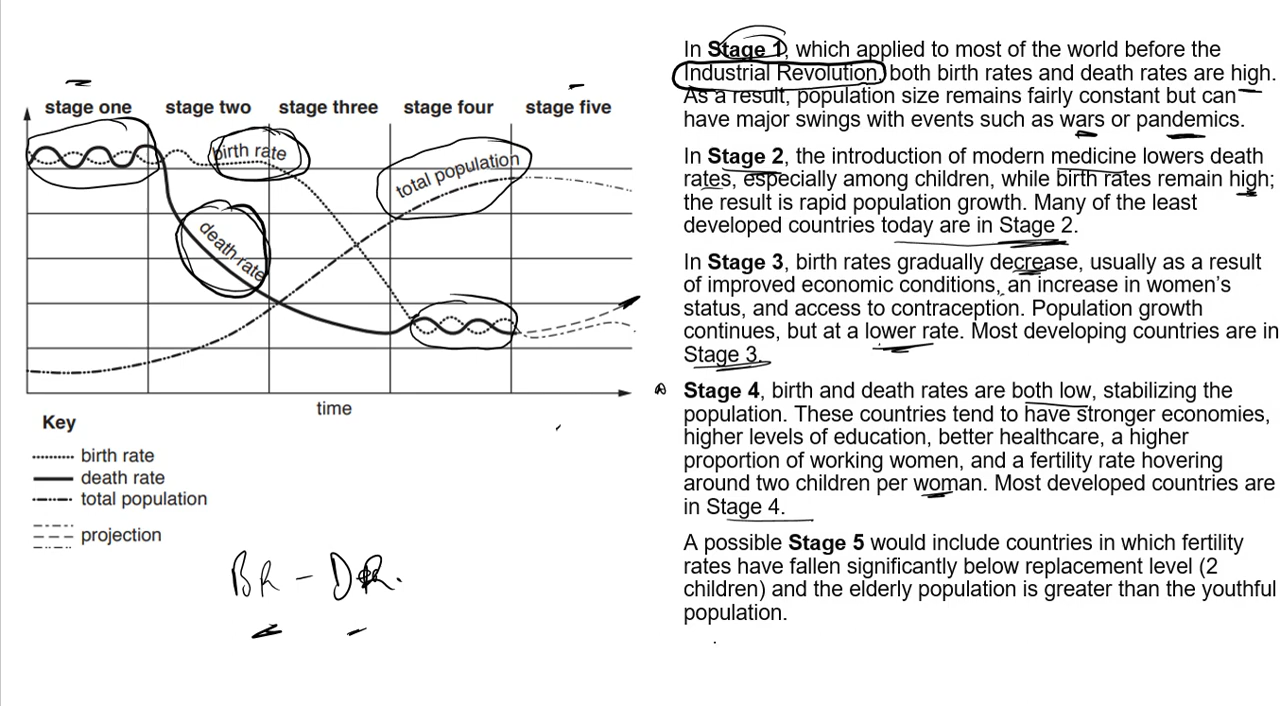 stage one stage two stage three stage four stage five
birth rate
total population
death rate
time
Key
birth rate
death rate
total population
projection
BR - DR.
In Stage 1, which applied to most of the world before the
Industrial Revolution, both birth rates and death rates are high.
As a result, population size remains fairly constant but can
have major swings with events such as wars or pandemics.
In Stage 2, the introduction of modern medicine lowers death
rates, especially among children, while birth rates remain high;
the result is rapid population growth. Many of the least
developed countries today are in Stage 2.
In Stage 3, birth rates gradually decrease, usually as a result
of improved economic conditions, an increase in women's
status, and access to contraception. Population growth
continues, but at a lower rate. Most developing countries are in
Stage 3.
Stage 4, birth and death rates are both low, stabilizing the
population. These countries tend to have stronger economies,
higher levels of education, better healthcare, a higher
proportion of working women, and a fertility rate hovering
around two children per woman. Most developed countries are
in Stage 4.
A possible Stage 5 would include countries in which fertility
rates have fallen significantly below replacement level (2
children) and the elderly population is greater than the youthful
population.